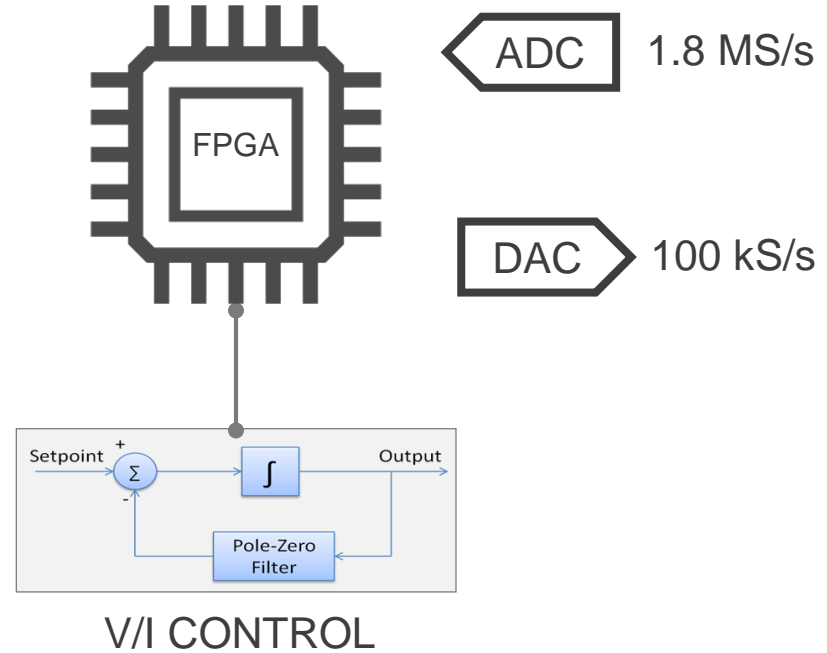 FPGA
ADC
1.8 MS/s
DAC
100 kS/s
Setpoint
+
Σ
-
∫
Output
Pole-Zero
Filter
V/I CONTROL